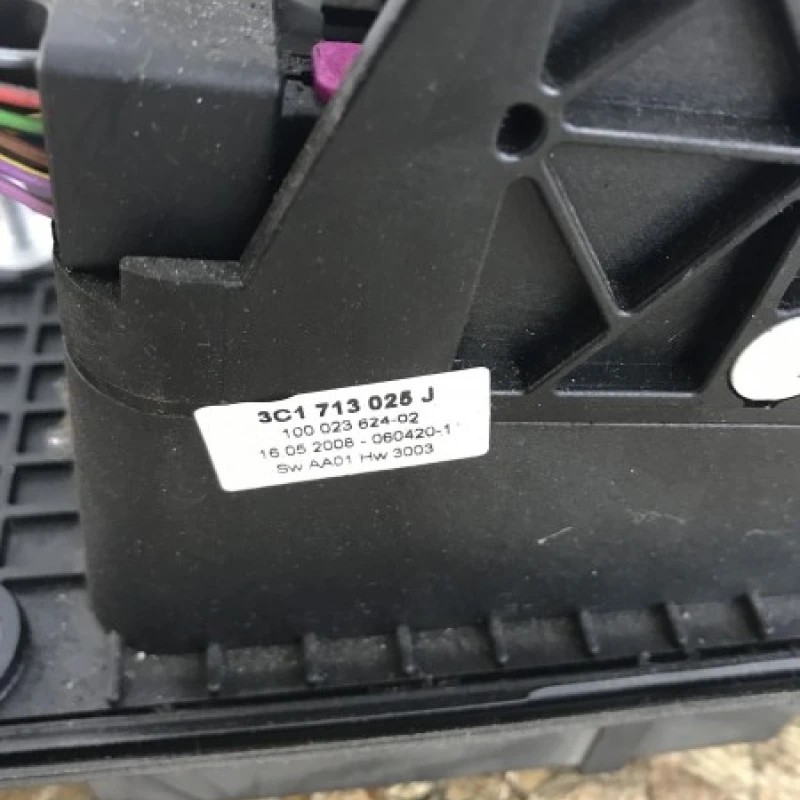 3C1 713 025 J
100 023 624-02
16.05 2008 - 060420-1
Sw AA01 Hw 3003